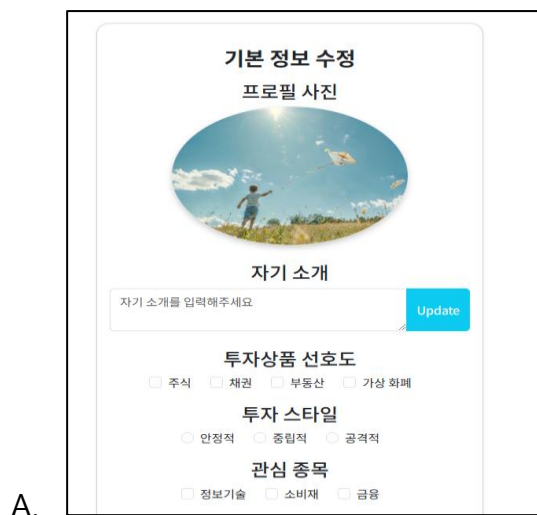 기본 정보 수정
프로필 사진
자기 소개
자기 소개를 입력해주세요
Update
투자상품 선호도
주식 채권 부동산 가상 화폐
투자 스타일
안정적 중립적 공격적
관심 종목
정보기술 소비재 금융
A.